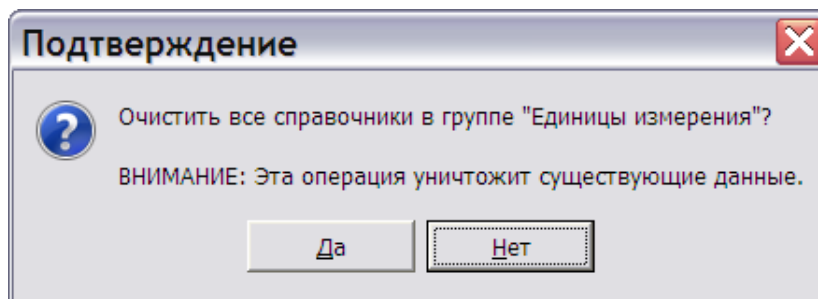 Подтверждение
Очистить все справочники в группе "Единицы измерения"?
ВНИМАНИЕ: Эта операция уничтожит существующие данные.
Да
Нет